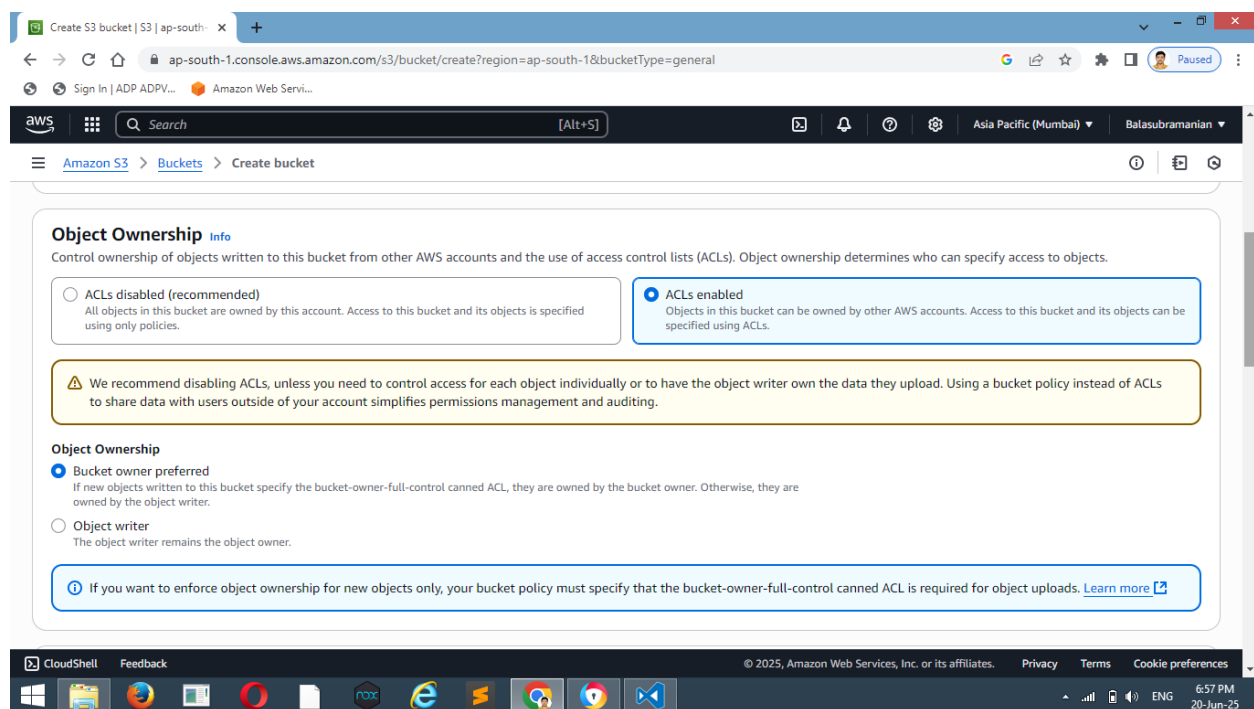 Create S3 bucket | S3 | ap-south-
ap-south-1.console.aws.amazon.com/s3/bucket/create?region=ap-south-1&bucketType=general
Paused
Sign In | ADP ADPV... Amazon Web Servi...
aws Search [Alt+S] Asia Pacific (Mumbai) Balasubramanian
Amazon S3 > Buckets > Create bucket
Object Ownership Info
Control ownership of objects written to this bucket from other AWS accounts and the use of access control lists (ACLs). Object ownership determines who can specify access to objects.
ACLs disabled (recommended)
All objects in this bucket are owned by this account. Access to this bucket and its objects is specified
using only policies.
ACLs enabled
Objects in this bucket can be owned by other AWS accounts. Access to this bucket and its objects can be
specified using ACLs.
We recommend disabling ACLs, unless you need to control access for each object individually or to have the object writer own the data they upload. Using a bucket policy instead of ACLs
to share data with users outside of your account simplifies permissions management and auditing.
Object Ownership
Bucket owner preferred
If new objects written to this bucket specify the bucket-owner-full-control canned ACL, they are owned by the bucket owner. Otherwise, they are
owned by the object writer.
Object writer
The object writer remains the object owner.
If you want to enforce object ownership for new objects only, your bucket policy must specify that the bucket-owner-full-control canned ACL is required for object uploads. Learn more
CloudShell Feedback © 2025, Amazon Web Services, Inc. or its affiliates. Privacy Terms Cookie preferences
nox
ENG
6:57 PM
20-Jun-25